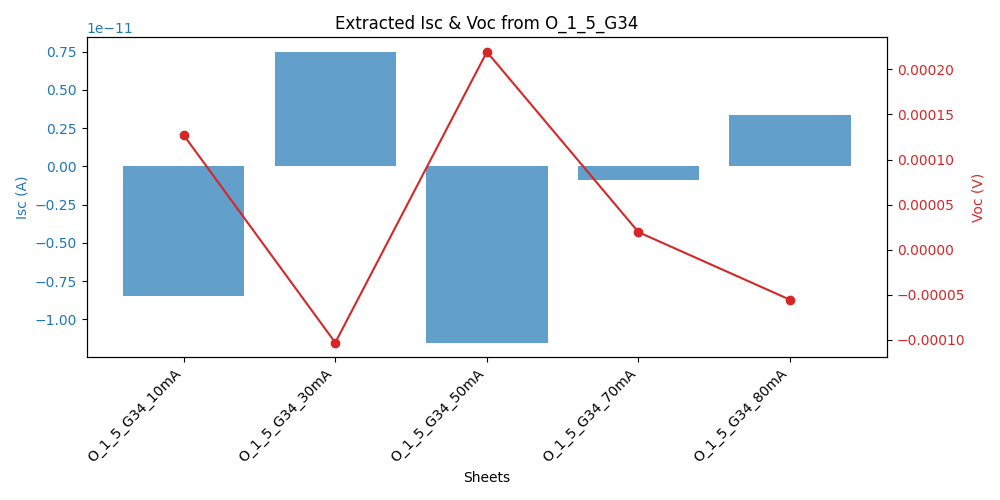 Extracted Isc & Voc from O_1_5_G34
1e−11
0.75
0.50
0.25
0.00
−0.25
−0.50
−0.75
−1.00
Isc (A)
0.00020
0.00015
0.00010
0.00005
0.00000
−0.00005
−0.00010
Voc (V)
O_1_5_G34_10mA
O_1_5_G34_30mA
O_1_5_G34_50mA
O_1_5_G34_70mA
O_1_5_G34_80mA
Sheets